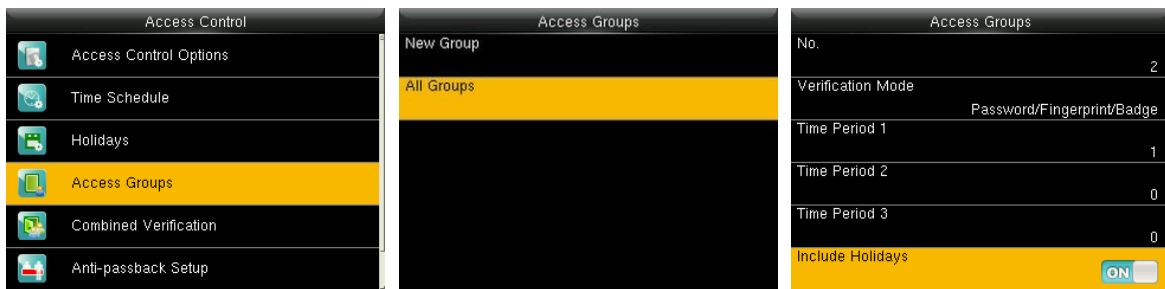 Access Control
Access Control Options
Time Schedule
Holidays
Access Groups
Combined Verification
Anti-passback Setup
Access Groups
New Group
All Groups
Access Groups
No.
2
Verification Mode
Password/Fingerprint/Badge
Time Period 1
1
Time Period 2
0
Time Period 3
0
Include Holidays
ON